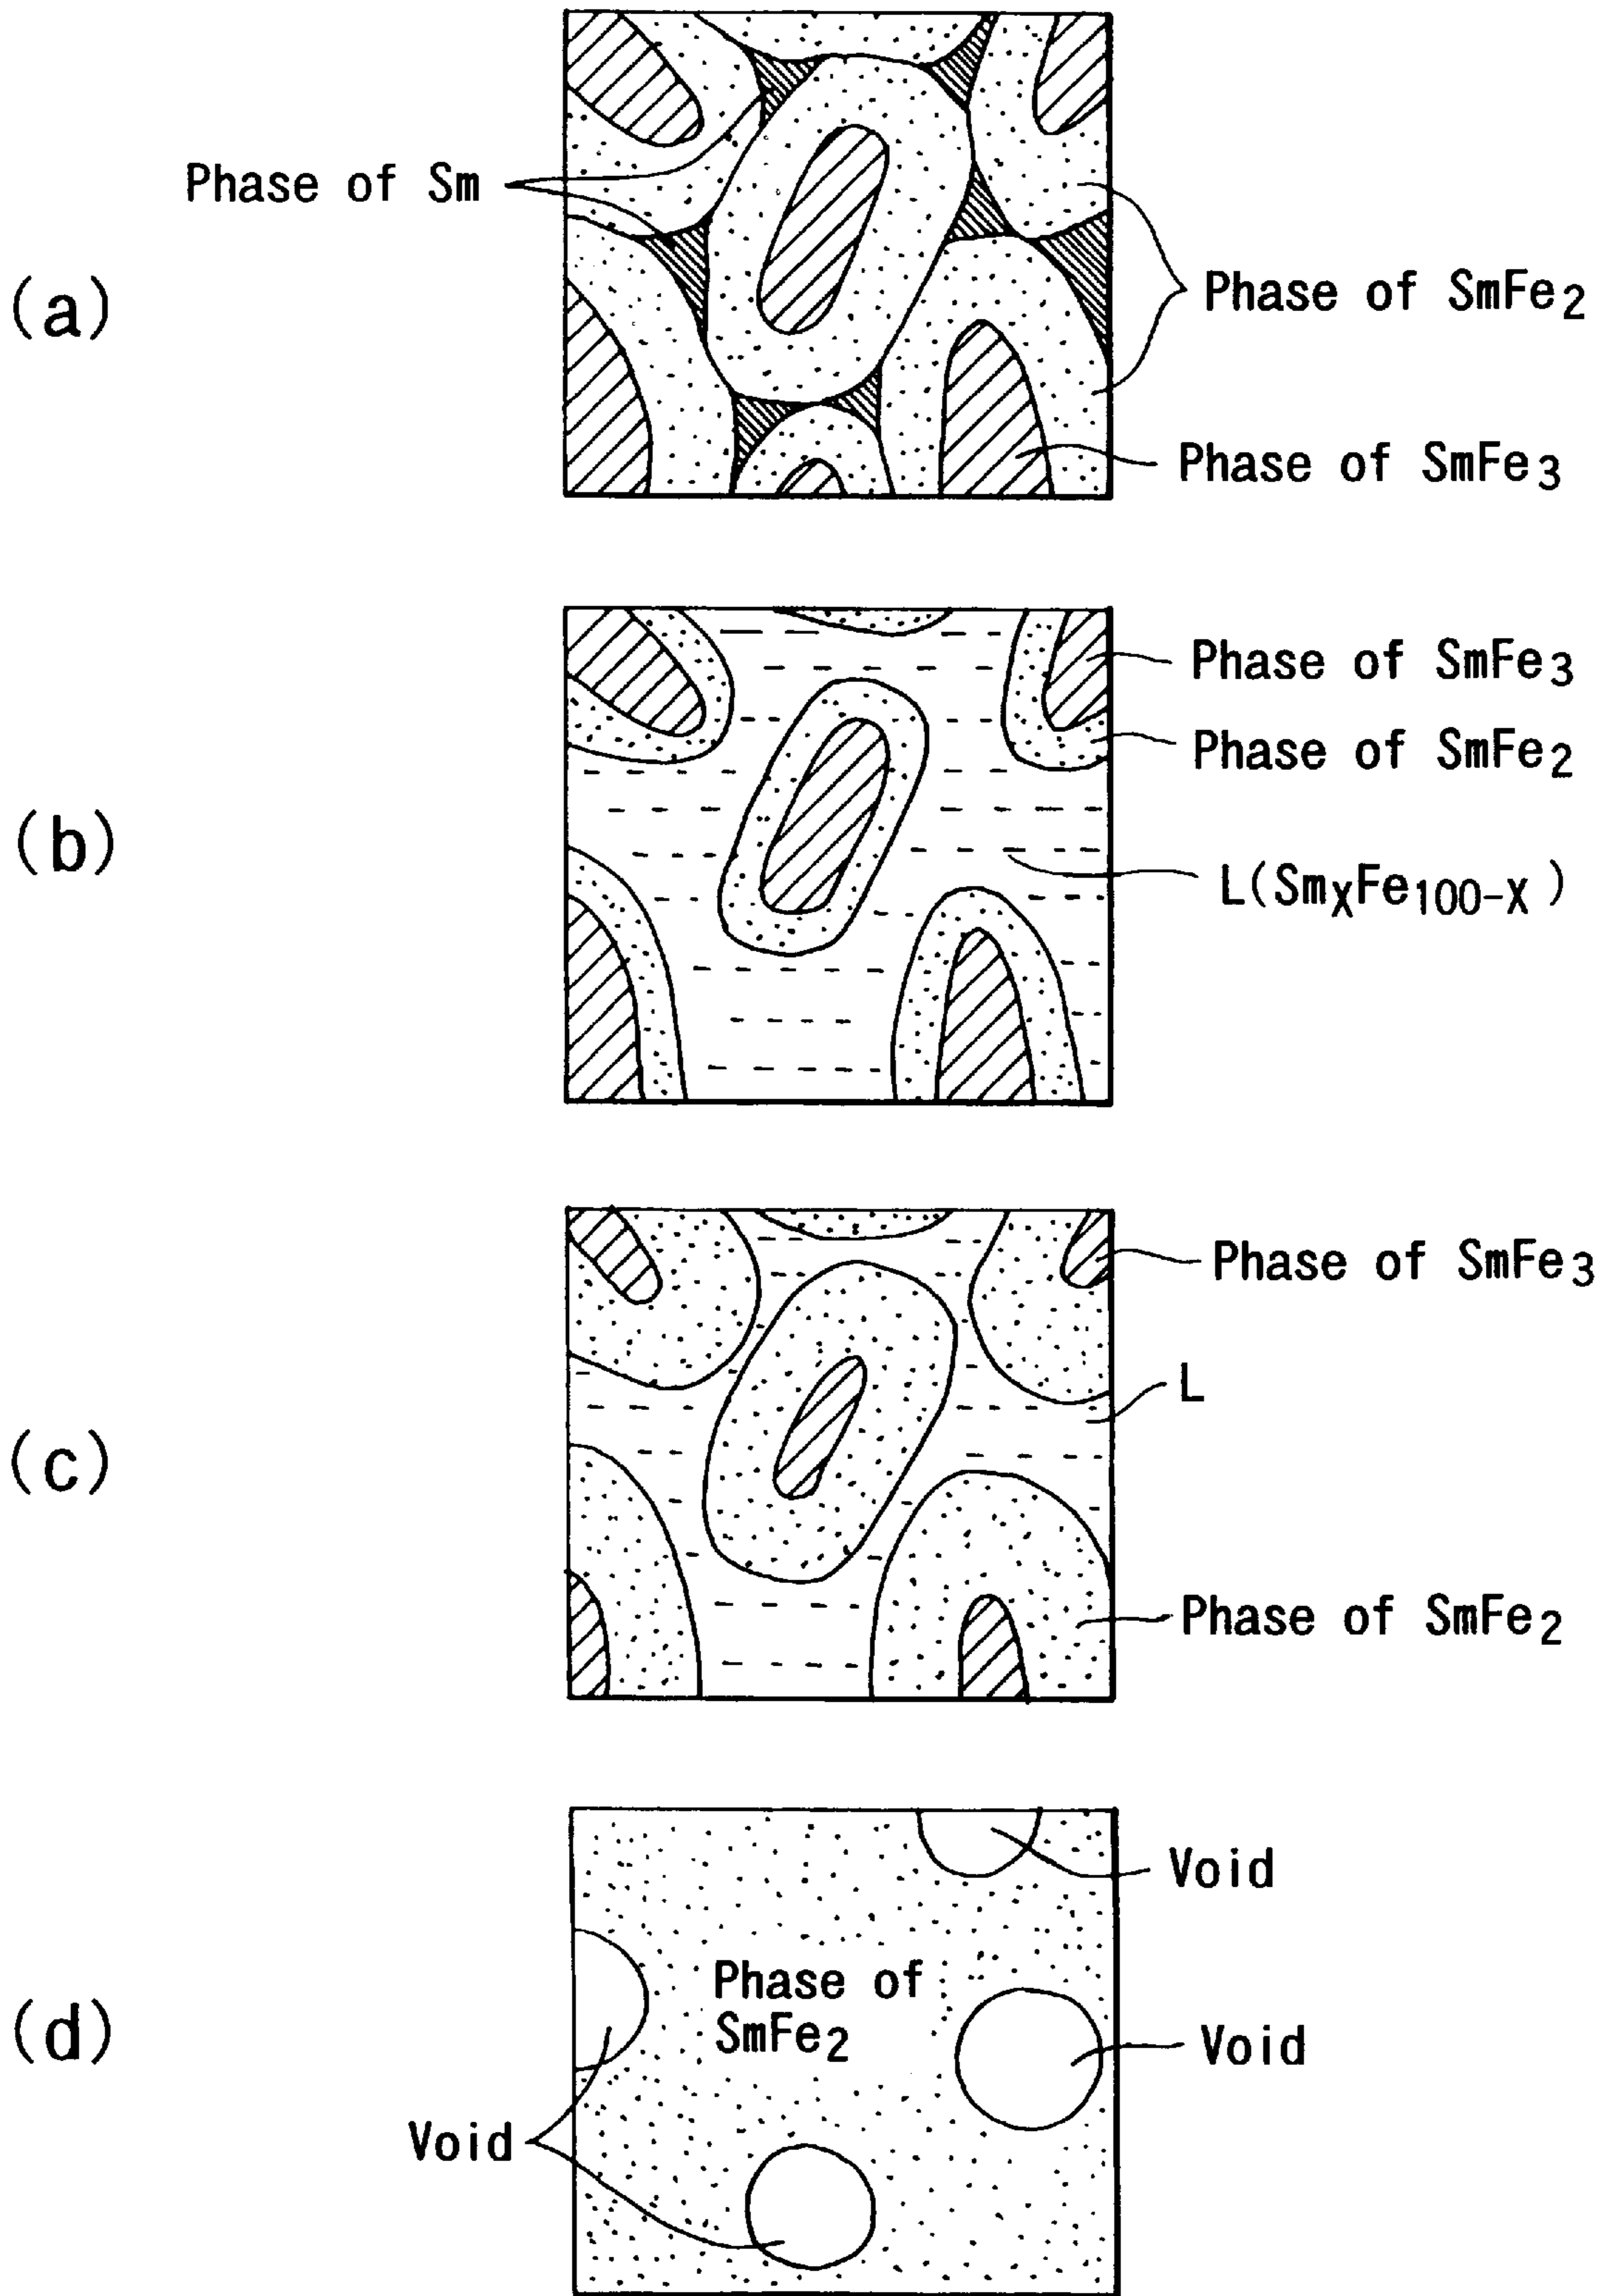 (a)
Phase of Sm
Phase of SmFe2
Phase of SmFe3
(b)
Phase of SmFe3
Phase of SmFe2
L(SmXFe100-X)
(c)
Phase of SmFe3
L
Phase of SmFe2
(d)
Void
Phase of
SmFe2
Void
Void